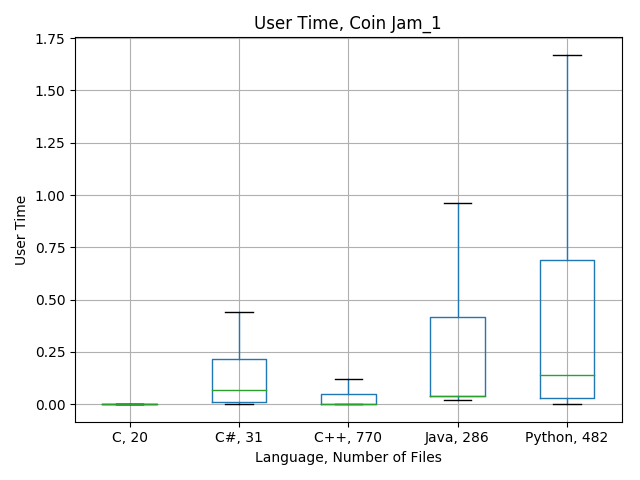 User Time, Coin Jam_1
1.75
1.50
1.25
1.00
0.75
0.50
0.25
0.00
User Time
C, 20
C#, 31
C++, 770
Java, 286
Python, 482
Language, Number of Files